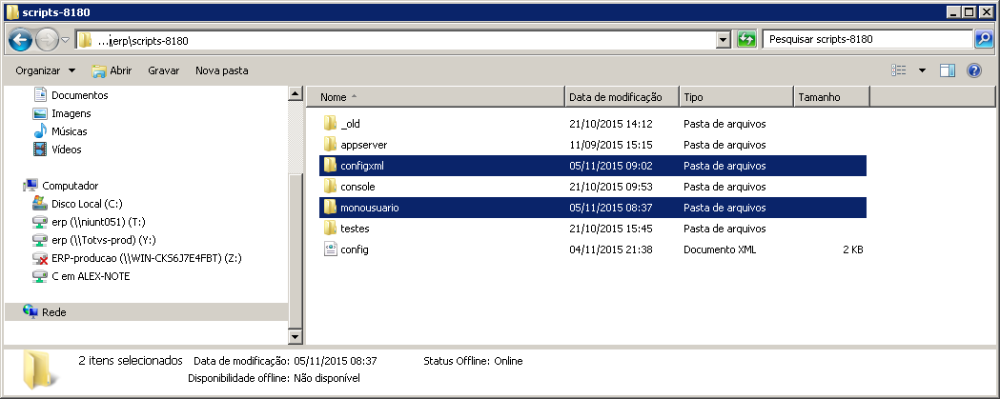 scripts-8180
...\erp\scripts-8180
Pesquisar scripts-8180
Organizar Abrir Gravar Nova pasta
Documentos
Imagens
Músicas
Vídeos
Computador
Disco Local (C:)
erp (\\niunt051) (T:)
erp (\\Totvs-prod) (Y:)
ERP-producao (\\WIN-CKS6J7E4FBT) (Z:)
C em ALEX-NOTE
Rede
Nome Data de modificação Tipo Tamanho
_old 21/10/2015 14:12 Pasta de arquivos
appserver 11/09/2015 15:15 Pasta de arquivos
configxml 05/11/2015 09:02 Pasta de arquivos
console 21/10/2015 09:53 Pasta de arquivos
monousuario 05/11/2015 08:37 Pasta de arquivos
testes 21/10/2015 15:45 Pasta de arquivos
config 04/11/2015 21:38 Documento XML 2 KB
2 itens selecionados Data de modificação: 05/11/2015 08:37 Status Offline: Online
Disponibilidade offline: Não disponível